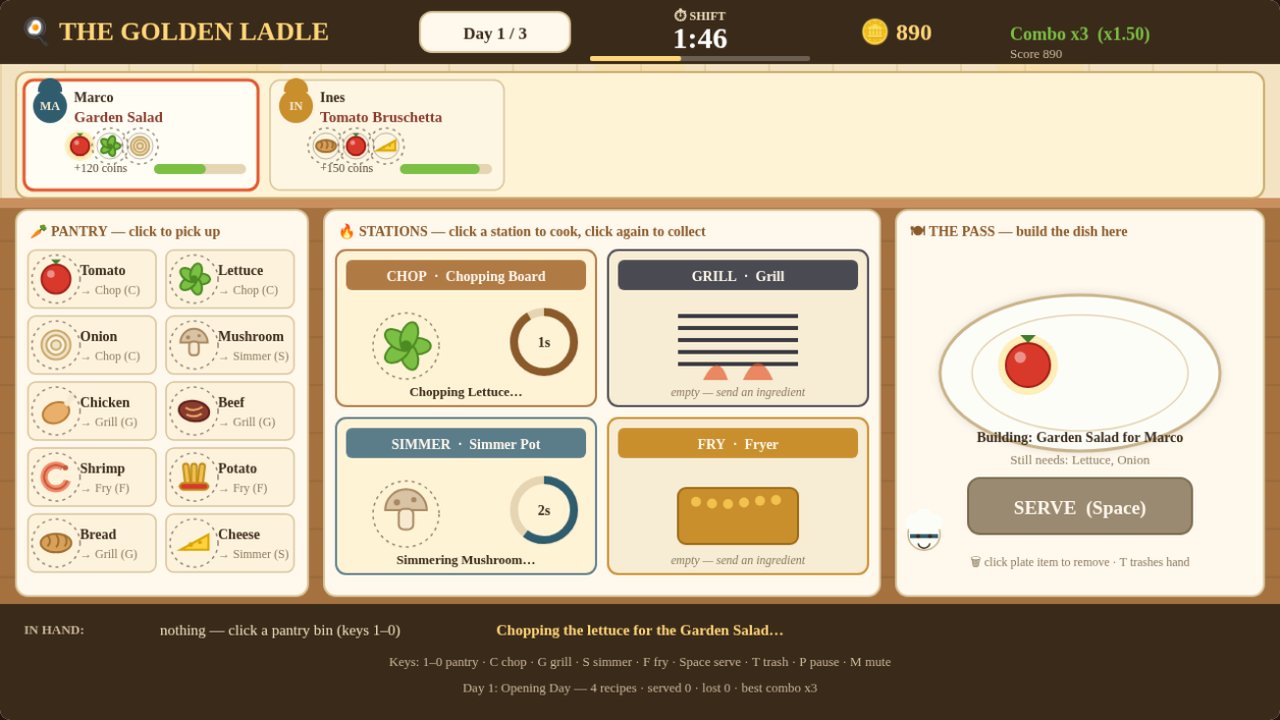 THE GOLDEN LADLE
Day 1 / 3
⏱ SHIFT
1:46
890
Combo x3 (x1.50)
Score 890
MA
Marco
Garden Salad
+120 coins
IN
Ines
Tomato Bruschetta
+150 coins
PANTRY — click to pick up
Tomato
→ Chop (C)
Lettuce
→ Chop (C)
Onion
→ Chop (C)
Mushroom
→ Simmer (S)
Chicken
→ Grill (G)
Beef
→ Grill (G)
Shrimp
→ Fry (F)
Potato
→ Fry (F)
Bread
→ Grill (G)
Cheese
→ Simmer (S)
STATIONS — click a station to cook, click again to collect
CHOP · Chopping Board
1s
Chopping Lettuce…
GRILL · Grill
empty — send an ingredient
SIMMER · Simmer Pot
2s
Simmering Mushroom…
FRY · Fryer
empty — send an ingredient
THE PASS — build the dish here
Building: Garden Salad for Marco
Still needs: Lettuce, Onion
SERVE (Space)
click plate item to remove · T trashes hand
IN HAND:
nothing — click a pantry bin (keys 1–0)
Chopping the lettuce for the Garden Salad…
Keys: 1–0 pantry · C chop · G grill · S simmer · F fry · Space serve · T trash · P pause · M mute
Day 1: Opening Day — 4 recipes · served 0 · lost 0 · best combo x3